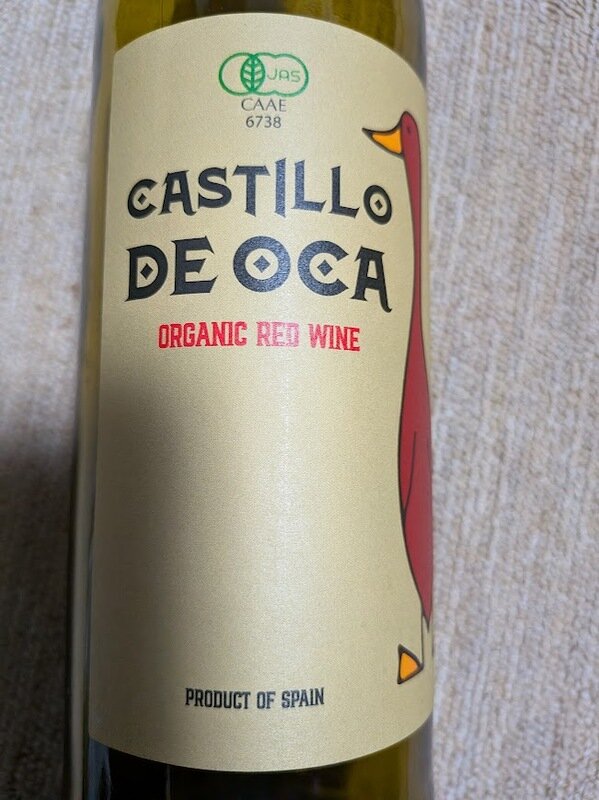 JAS
CAAE
6738
CASTILLO
DE OCA
ORGANIC RED WINE
PRODUCT OF SPAIN